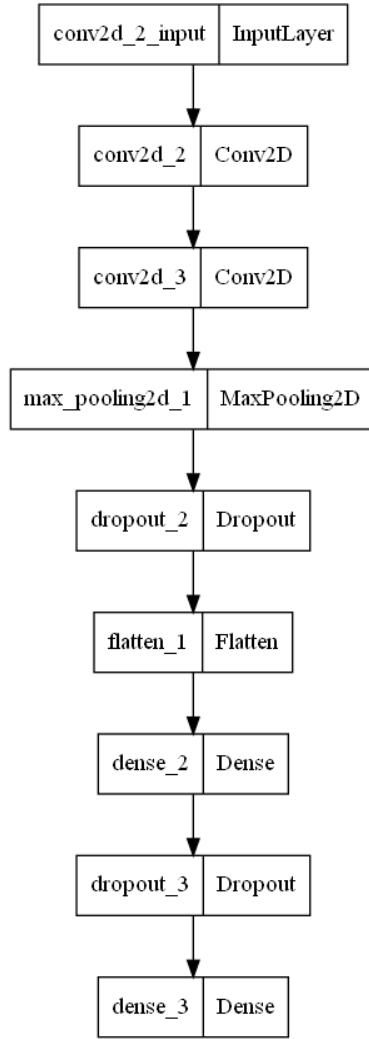 conv2d_2_input InputLayer
conv2d_2 Conv2D
conv2d_3 Conv2D
max_pooling2d_1 MaxPooling2D
dropout_2 Dropout
flatten_1 Flatten
dense_2 Dense
dropout_3 Dropout
dense_3 Dense